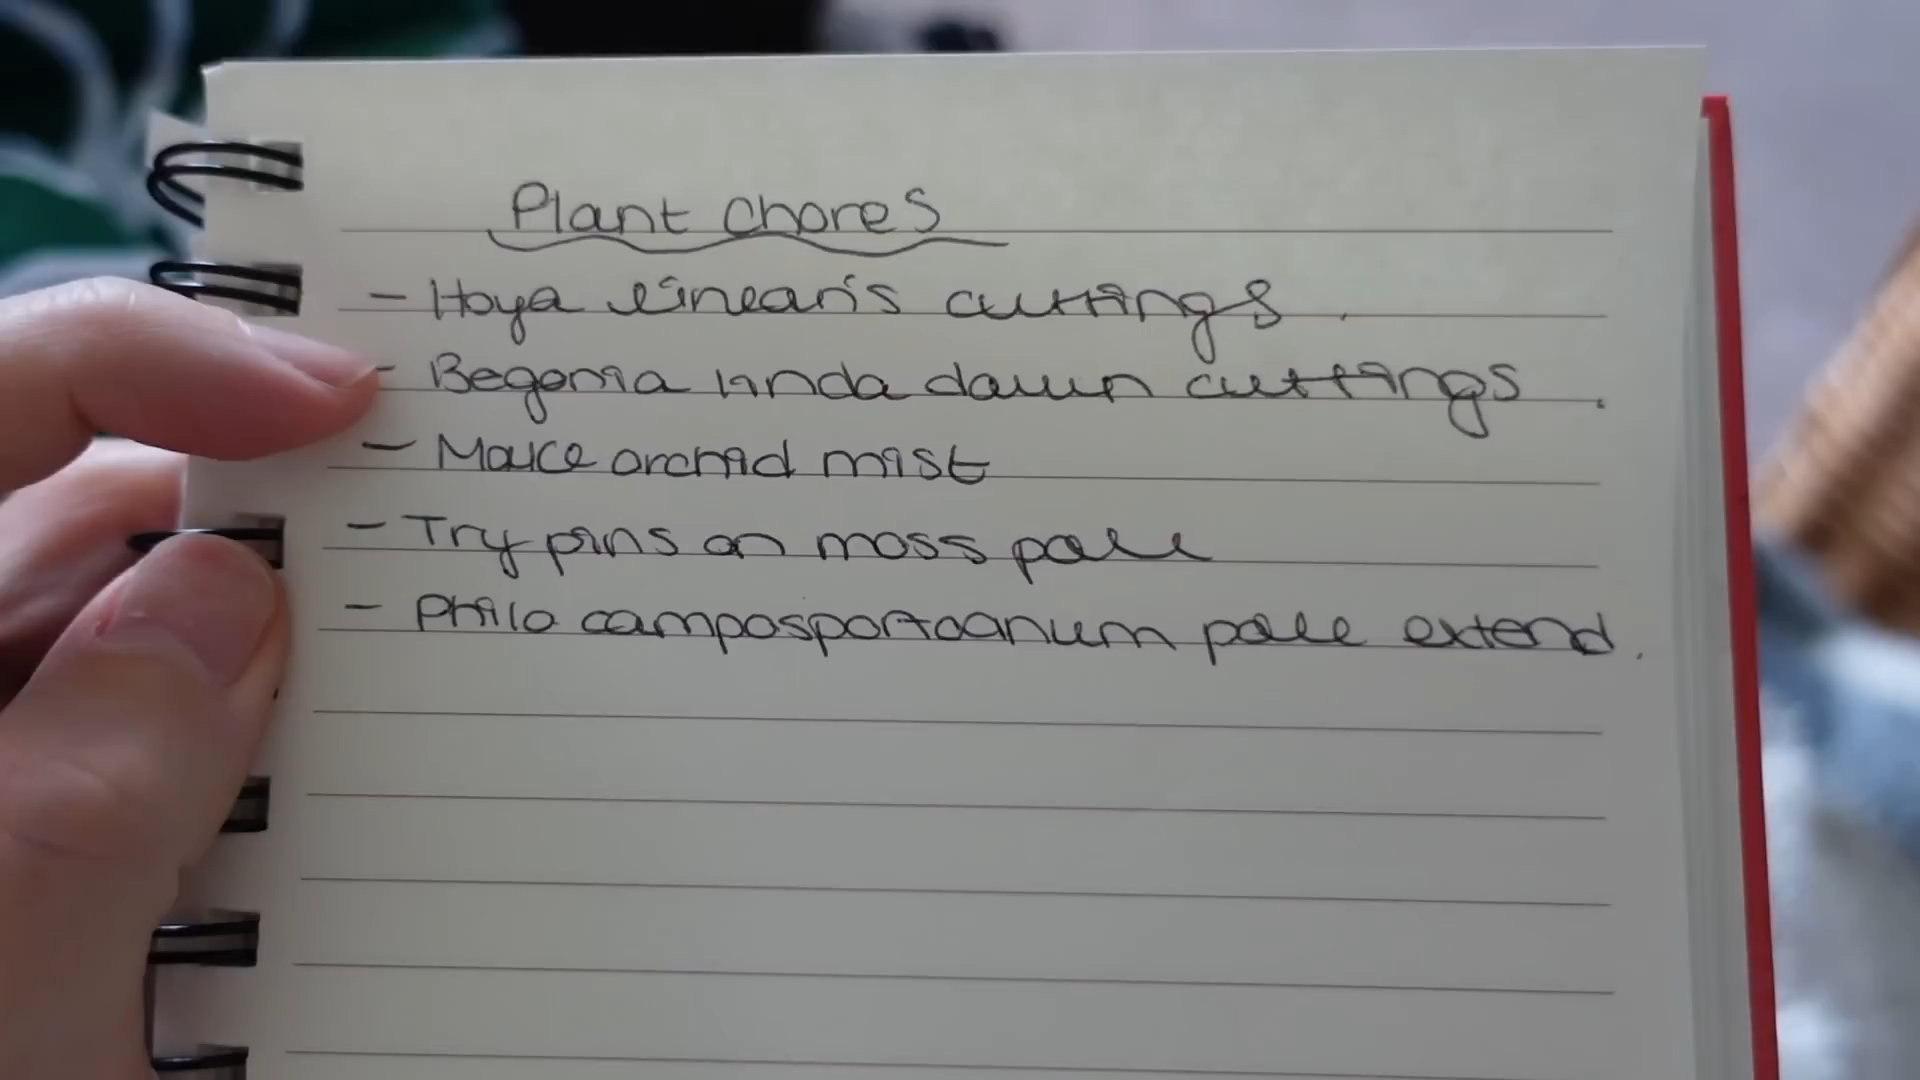 Plant Chores
- Hoya linearis cuttings.
- Begonia linda dawn cuttings.
- Make orchid mist
- Try pins on moss pole
- Philo camposportoanum pole extend.